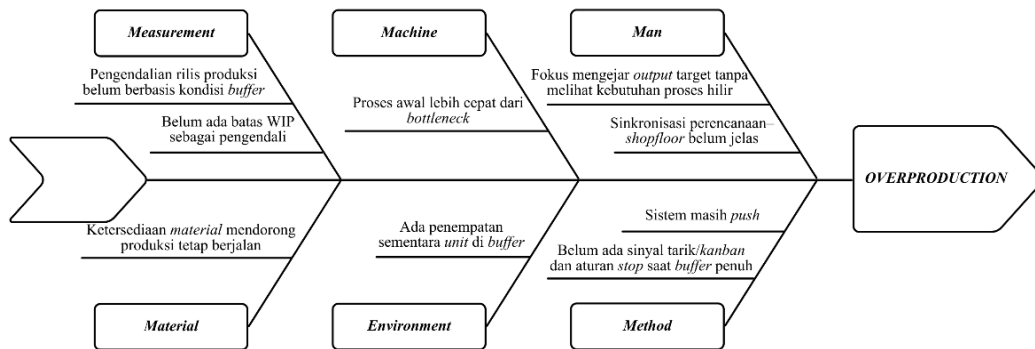 Measurement
Machine
Man
Pengendalian rilis produksi
belum berbasis kondisi buffer
Belum ada batas WIP
sebagai pengendali
Proses awal lebih cepat dari
bottleneck
Fokus mengejar output target tanpa
melihat kebutuhan proses hilir
Sinkronisasi perencanaan–
shopfloor belum jelas
OVERPRODUCTION
Ketersediaan material mendorong
produksi tetap berjalan
Ada penempatan
sementara unit di buffer
Sistem masih push
Belum ada sinyal tarik/kanban
dan aturan stop saat buffer penuh
Material
Environment
Method